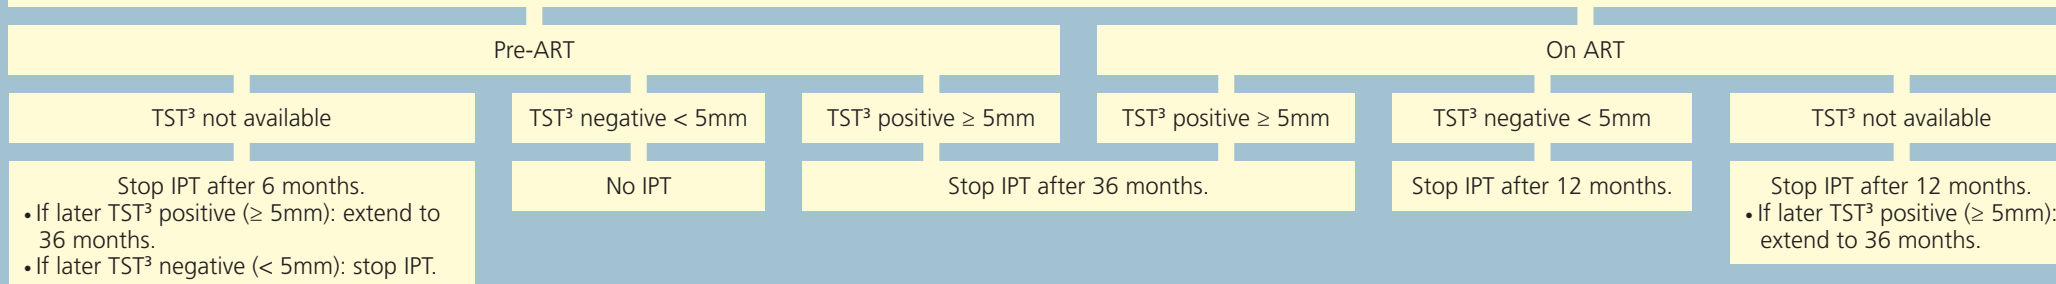 Pre-ART
On ART
TST³ not available
TST³ negative < 5mm
TST³ positive ≥ 5mm
TST³ positive ≥ 5mm
TST³ negative < 5mm
TST³ not available
Stop IPT after 6 months.
• If later TST³ positive (≥ 5mm): extend to
36 months.
• If later TST³ negative (< 5mm): stop IPT.
No IPT
Stop IPT after 36 months.
Stop IPT after 12 months.
Stop IPT after 12 months.
• If later TST³ positive (≥ 5mm):
extend to 36 months.